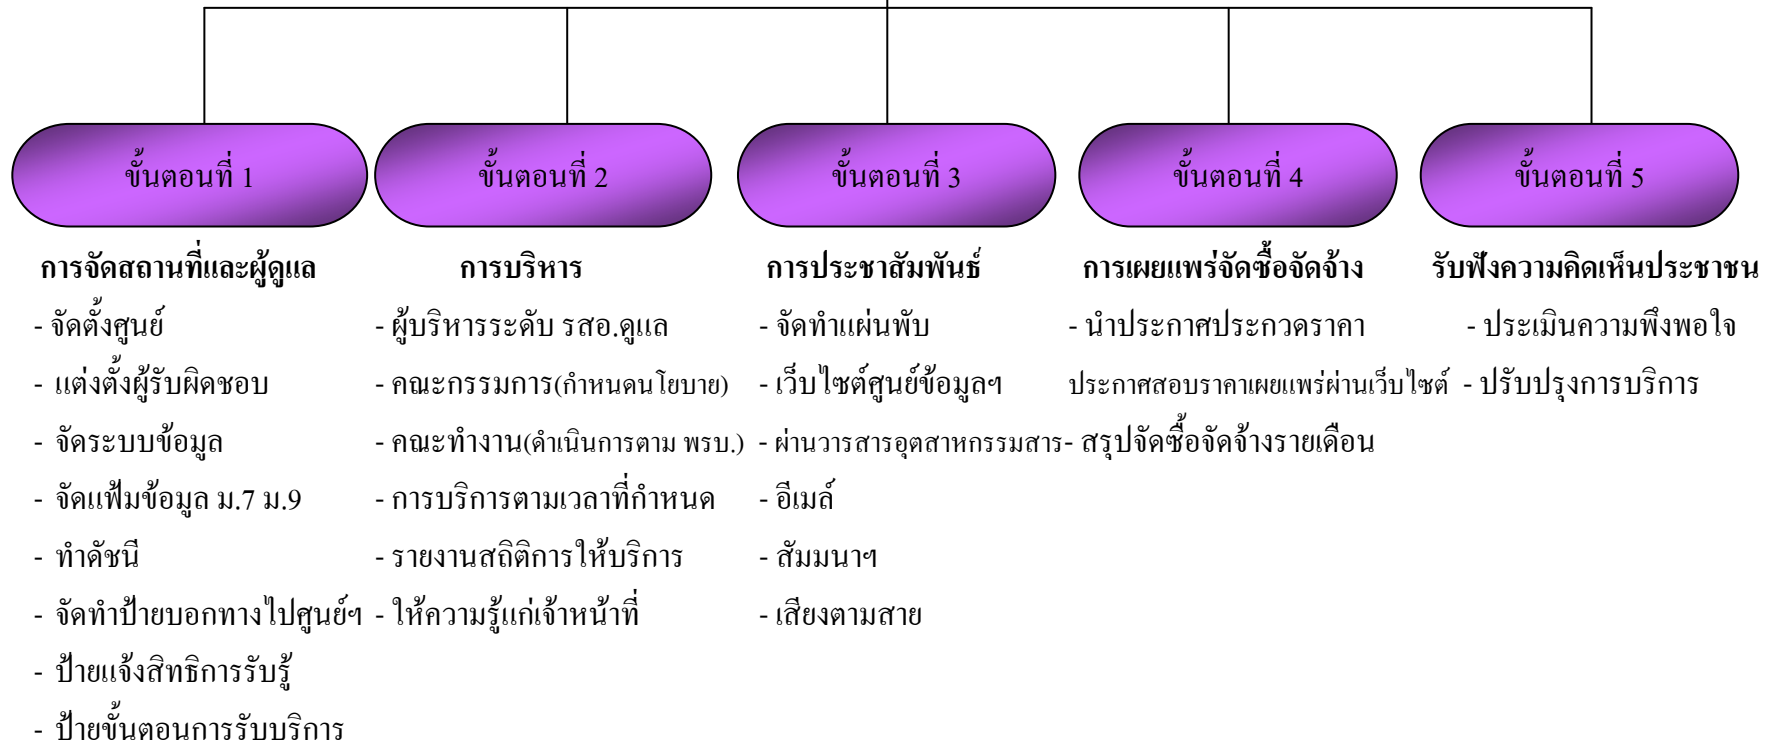 ขั้นตอนที่ 1
ขั้นตอนที่ 2
ขั้นตอนที่ 3
ขั้นตอนที่ 4
ขั้นตอนที่ 5
การจัดสถานที่และผู้ดูแล
- จัดตั้งศูนย์
- แต่งตั้งผู้รับผิดชอบ
- จัดระบบข้อมูล
- จัดแฟ้มข้อมูล ม.7 ม.9
- ทำดัชนี
- จัดทำป้ายบอกทางไปศูนย์ฯ
- ป้ายแจ้งสิทธิการรับรู้
- ป้ายขั้นตอนการรับบริการ
การบริหาร
- ผู้บริหารระดับ รสอ.ดูแล
- คณะกรรมการ(กำหนดนโยบาย)
- คณะทำงาน(ดำเนินการตาม พรบ.)
- การบริการตามเวลาที่กำหนด
- รายงานสถิติการให้บริการ
- ให้ความรู้แก่เจ้าหน้าที่
การประชาสัมพันธ์
- จัดทำแผ่นพับ
- เว็บไซต์ศูนย์ข้อมูลฯ
- ผ่านวารสารอุตสาหกรรมสาร
- อีเมล์
- สัมมนาฯ
- เสียงตามสาย
การเผยแพร่จัดซื้อจัดจ้าง
- นำประกาศประกวดราคา
ประกาศสอบราคาเผยแพร่ผ่านเว็บไซต์
- สรุปจัดซื้อจัดจ้างรายเดือน
รับฟังความคิดเห็นประชาชน
- ประเมินความพึงพอใจ
- ปรับปรุงการบริการ